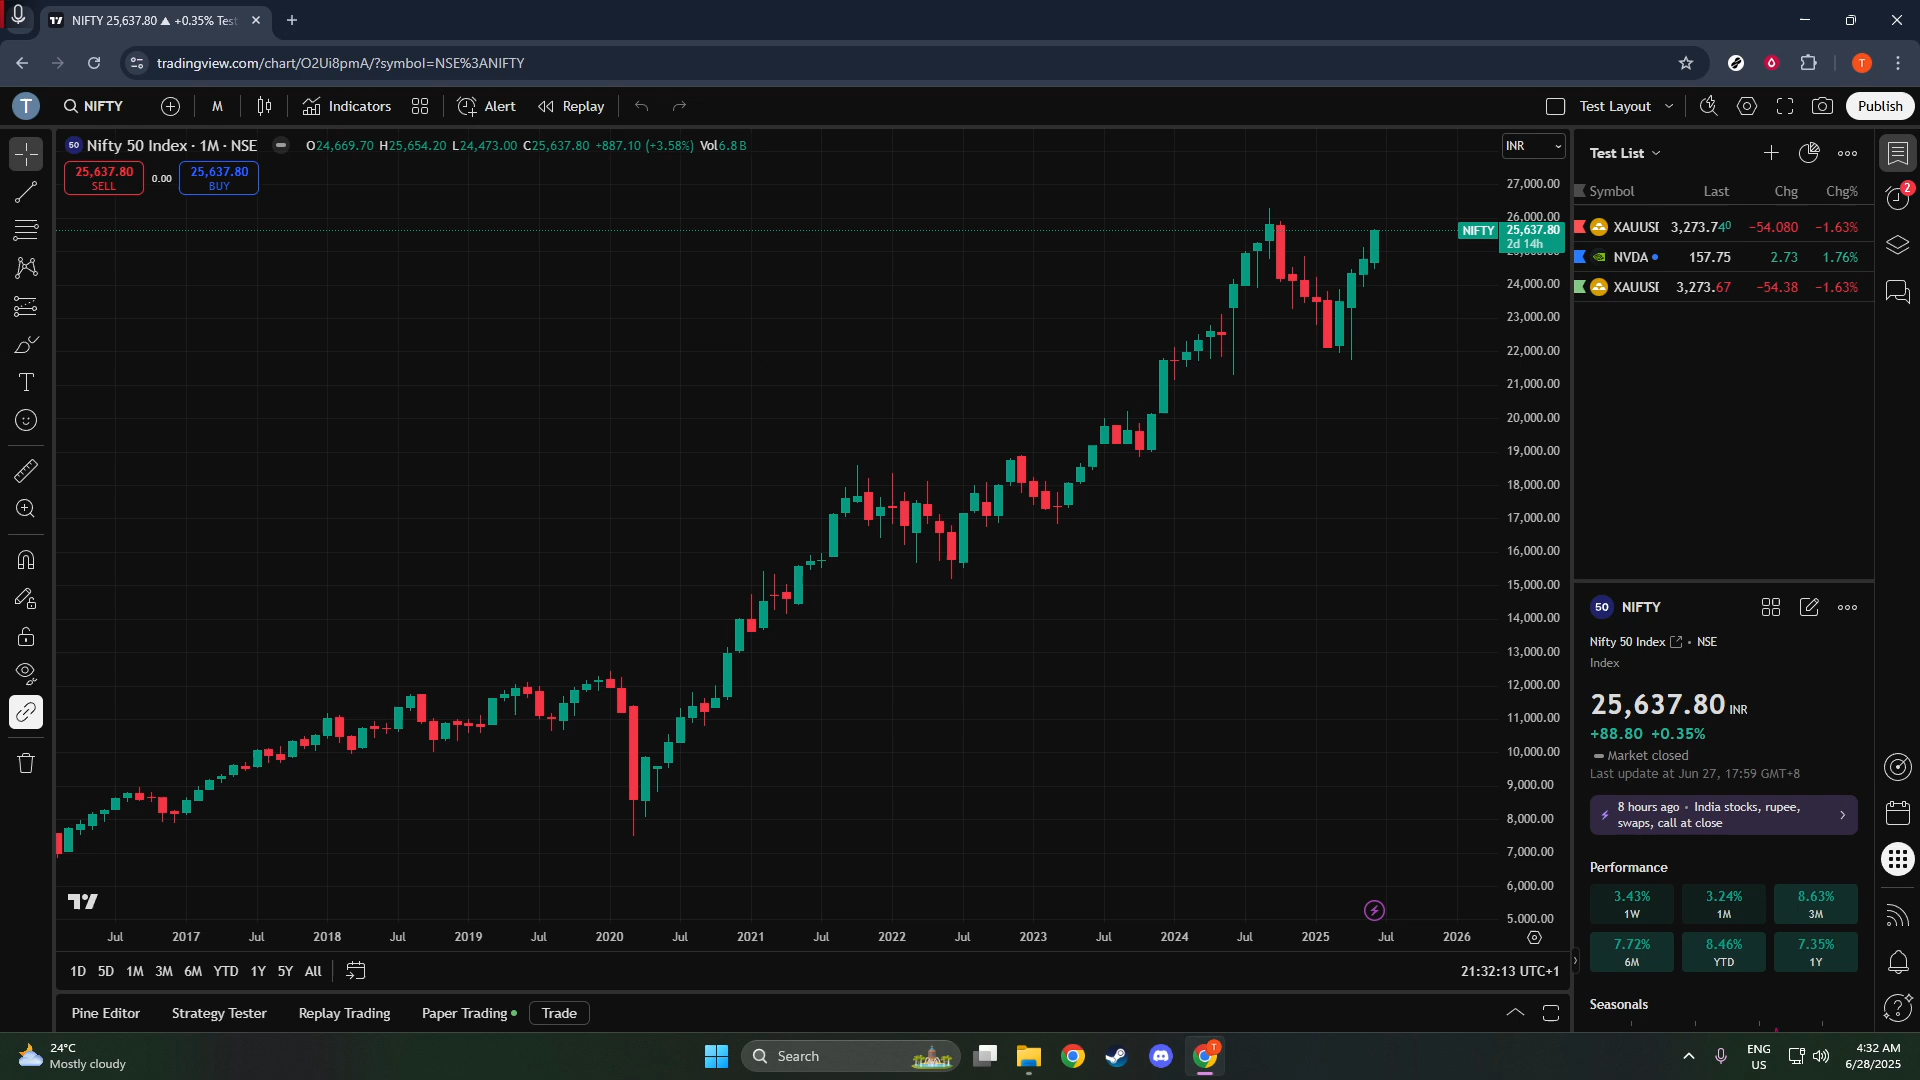 NIFTY 25,637.80 ▲ +0.35% Test
tradingview.com/chart/O2Ui8pmA/?symbol=NSE%3ANIFTY
T
T
NIFTY
M
Indicators
Alert
Replay
Test Layout
Publish
50 Nifty 50 Index · 1M · NSE
O24,669.70 H25,654.20 L24,473.00 C25,637.80 +887.10 (+3.58%) Vol6.8 B
25,637.80
SELL
0.00
25,637.80
BUY
INR
27,000.00
26,000.00
NIFTY
25,637.80
2d 14h
24,000.00
23,000.00
22,000.00
21,000.00
20,000.00
19,000.00
18,000.00
17,000.00
16,000.00
15,000.00
14,000.00
13,000.00
12,000.00
11,000.00
10,000.00
9,000.00
8,000.00
7,000.00
6,000.00
5,000.00
Jul 2017 Jul 2018 Jul 2019 Jul 2020 Jul 2021 Jul 2022 Jul 2023 Jul 2024 Jul 2025 Jul 2026
1D 5D 1M 3M 6M YTD 1Y 5Y All
21:32:13 UTC+1
Pine Editor
Strategy Tester
Replay Trading
Paper Trading
Trade
Test List
Symbol Last Chg Chg%
XAUUSI 3,273.740 −54.080 −1.63%
NVDA 157.75 2.73 1.76%
XAUUSI 3,273.67 −54.38 −1.63%
2
50 NIFTY
Nifty 50 Index • NSE
Index
25,637.80 INR
+88.80 +0.35%
Market closed
Last update at Jun 27, 17:59 GMT+8
8 hours ago • India stocks, rupee,
swaps, call at close
Performance
3.43%
1W
3.24%
1M
8.63%
3M
7.72%
6M
8.46%
YTD
7.35%
1Y
Seasonals
24°C
Mostly cloudy
Search
T
ENG
US
4:32 AM
6/28/2025